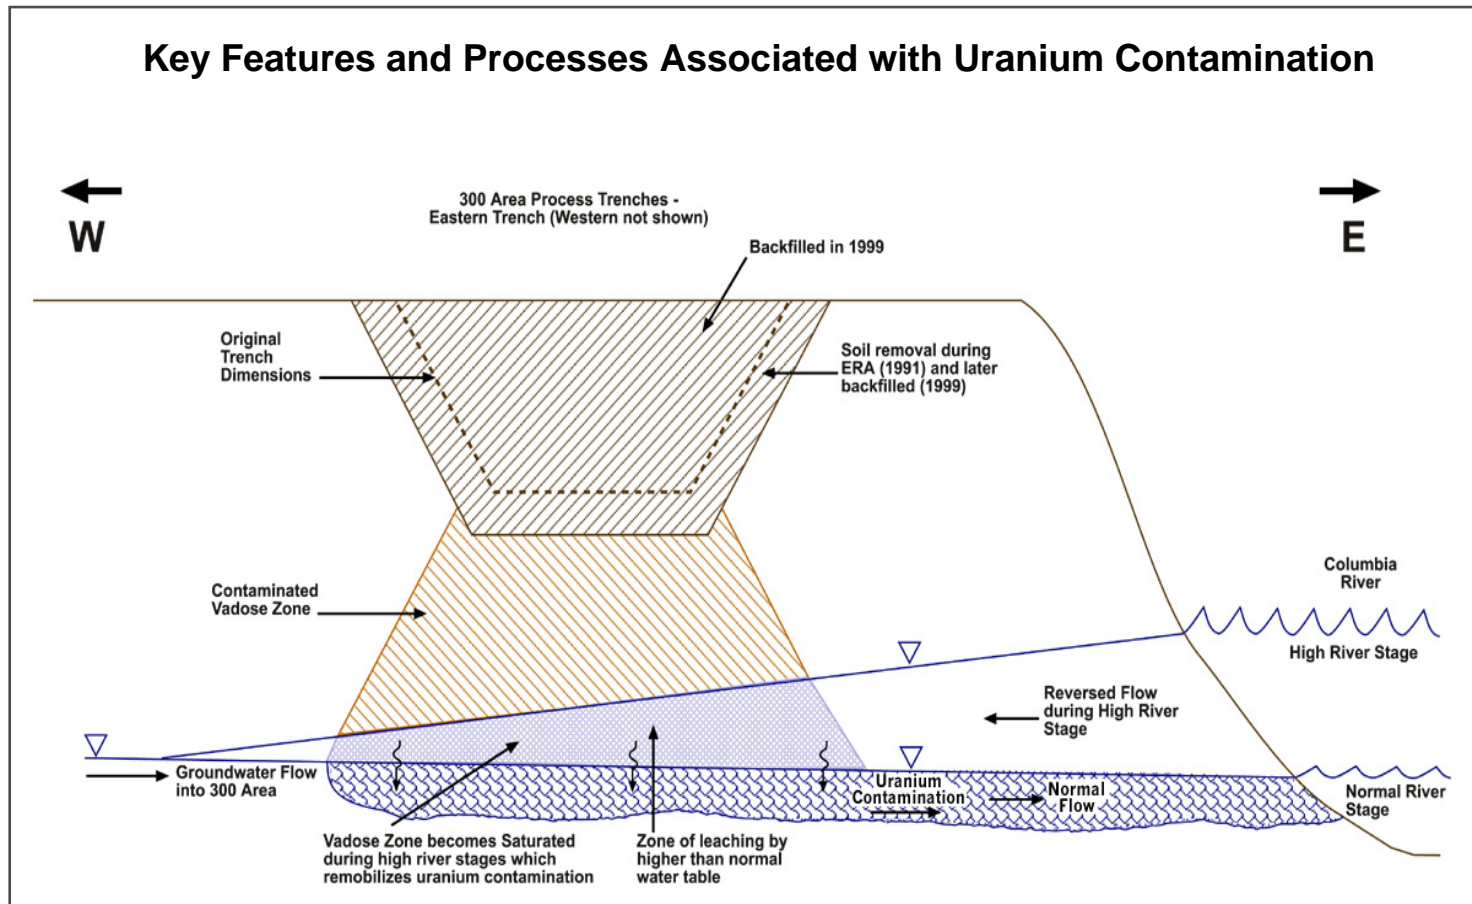 Key Features and Processes Associated with Uranium Contamination
W
E
300 Area Process Trenches -
Eastern Trench (Western not shown)
Backfilled in 1999
Original
Trench
Dimensions
Soil removal during
ERA (1991) and later
backfilled (1999)
Contaminated
Vadose Zone
Columbia
River
High River Stage
Reversed Flow
during High River
Stage
Groundwater Flow
into 300 Area
Uranium
Contamination
Normal
Flow
Normal River
Stage
Vadose Zone becomes Saturated
during high river stages which
remobilizes uranium contamination
Zone of leaching by
higher than normal
water table